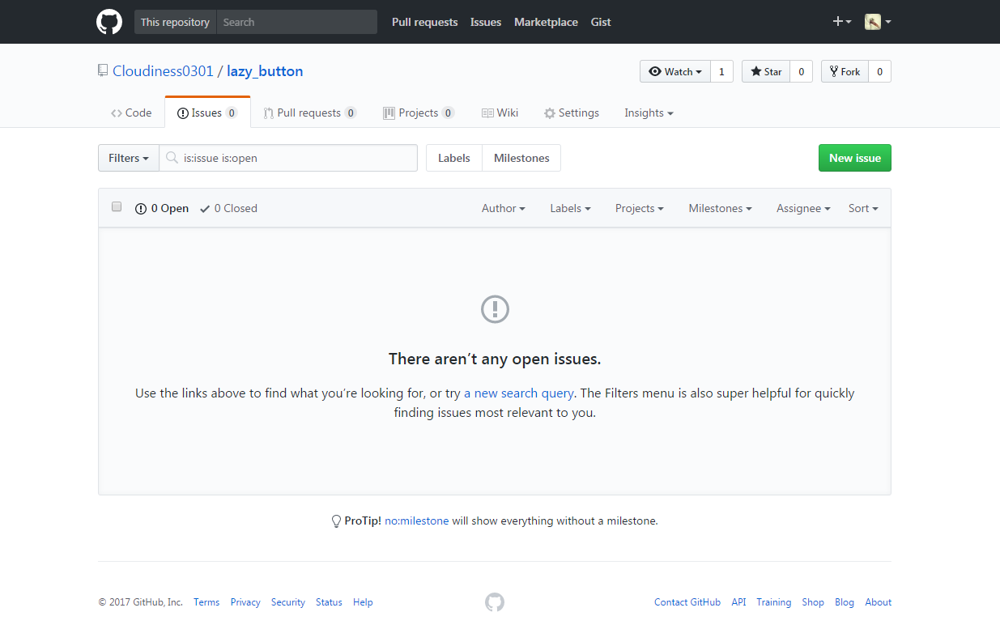 This repository Search Pull requests Issues Marketplace Gist
Cloudiness0301 / lazy_button Watch 1 Star 0 Fork 0
Code Issues 0 Pull requests 0 Projects 0 Wiki Settings Insights
Filters is:issue is:open Labels Milestones New issue
0 Open 0 Closed Author Labels Projects Milestones Assignee Sort
There aren’t any open issues.
Use the links above to find what you’re looking for, or try a new search query. The Filters menu is also super helpful for quickly
finding issues most relevant to you.
ProTip! no:milestone will show everything without a milestone.
© 2017 GitHub, Inc. Terms Privacy Security Status Help Contact GitHub API Training Shop Blog About